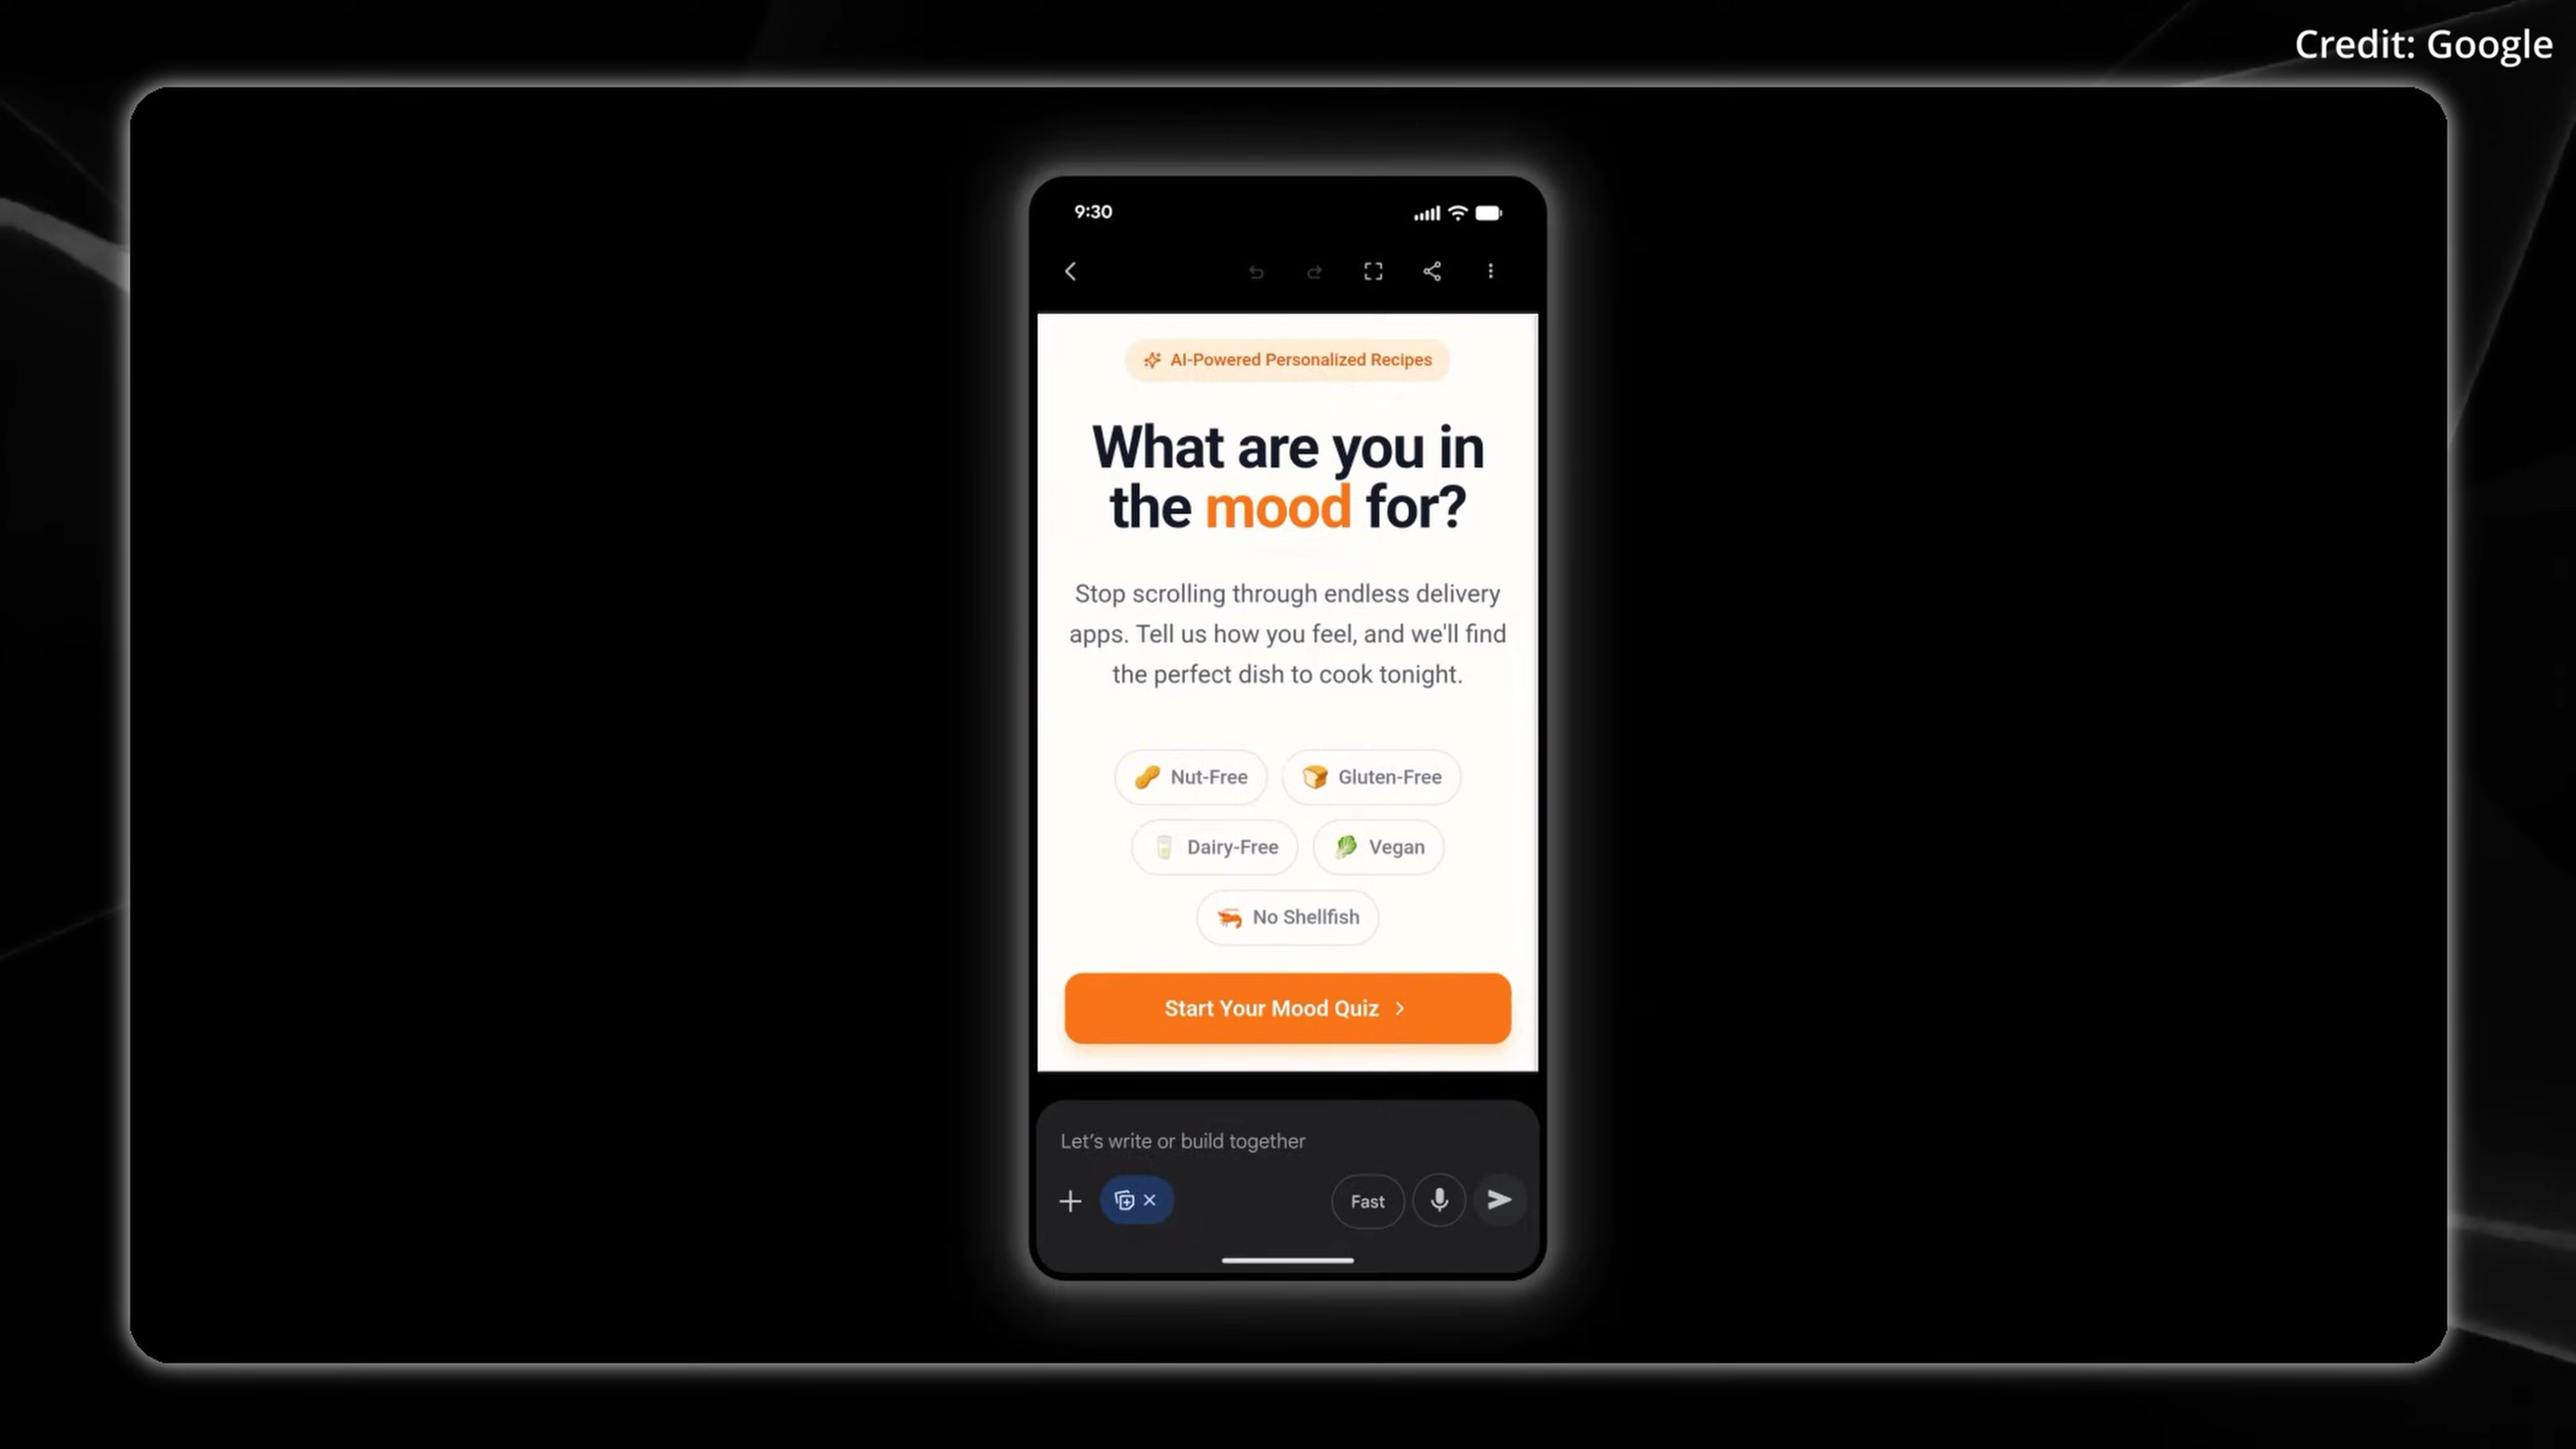 Credit: Google
9:30
AI-Powered Personalized Recipes
What are you in
the mood for?
Stop scrolling through endless delivery
apps. Tell us how you feel, and we'll find
the perfect dish to cook tonight.
Nut-Free
Gluten-Free
Dairy-Free
Vegan
No Shellfish
Start Your Mood Quiz
Let’s write or build together
Fast